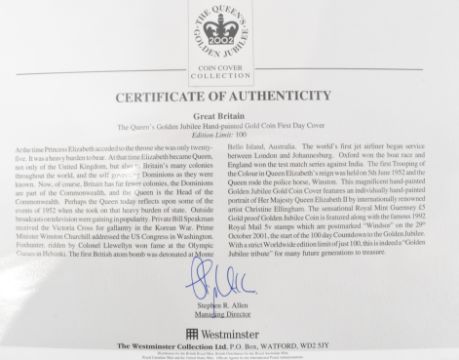 THE QUEEN'S
GOLDEN JUBILEE
2002
COIN COVER
COLLECTION
CERTIFICATE OF AUTHENTICITY
Great Britain
The Queen's Golden Jubilee Hand-painted Gold Coin First Day Cover
Edition Limit: 100
At the time Princess Elizabeth acceded to the throne she was only twenty-
five. It was a heavy burden to bear. At that time Elizabeth became Queen,
not only of the United Kingdom, but also to Britain's many colonies
throughout the world, and the self governing Dominions as they were
known. Now, of course, Britain has far fewer colonies, the Dominions
are part of the Commonwealth, and the Queen is the Head of the
Commonwealth. Perhaps the Queen today reflects upon some of the
events of 1952 when she took on that heavy burden of state. Outside
Broadcasts on television were gaining in popularity. Private Bill Speakman
received the Victoria Cross for gallantry in the Korean War. Prime
Minister Winston Churchill addressed the US Congress in Washington.
Foxhunter, ridden by Colonel Llewellyn won fame at the Olympic
Games in Helsinki. The first British atom bomb was detonated at Monte
Bello Island, Australia. The world's first jet airliner began service
between London and Johannesburg. Oxford won the boat race and
England won the test match series against India. The first Trooping of
the Colour in Queen Elizabeth's reign was held on 5th June 1952 and the
Queen rode the police horse, Winston. This magnificent hand-painted
Golden Jubilee Gold Coin Cover features an individually hand-painted
portrait of Her Majesty Queen Elizabeth II by internationally renowned
artist Christine Ellingham. The sensational Royal Mint Guernsey £5
Gold proof Golden Jubilee Coin is featured along with the famous 1992
Royal Mail 5v stamps which are postmarked "Windsor" on the 29th
October 2001, the start of the 100 day Countdown to the Golden Jubilee.
With a strict Worldwide edition limit of just 100, this is indeed a "Golden
Jubilee tribute" for many future generations to treasure.
Stephen R. Allen
Managing Director
Westminster
The Westminster Collection Ltd. P.O. Box, WATFORD, WD2 5JY